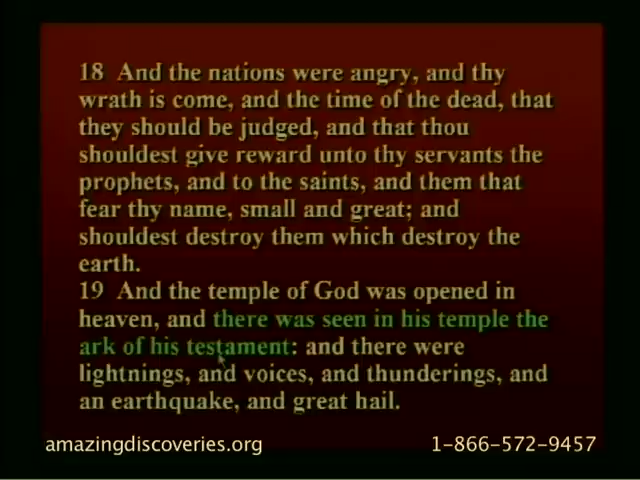 18 And the nations were angry, and thy
wrath is come, and the time of the dead, that
they should be judged, and that thou
shouldest give reward unto thy servants the
prophets, and to the saints, and them that
fear thy name, small and great; and
shouldest destroy them which destroy the
earth.
19 And the temple of God was opened in
heaven, and there was seen in his temple the
ark of his testament: and there were
lightnings, and voices, and thunderings, and
an earthquake, and great hail.
amazingdiscoveries.org 1-866-572-9457